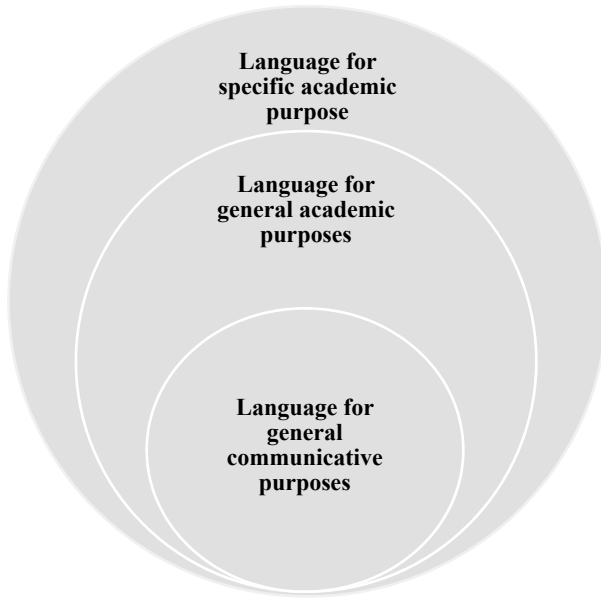 Language for
specific academic
purpose
Language for
general academic
purposes
Language for
general
communicative
purposes